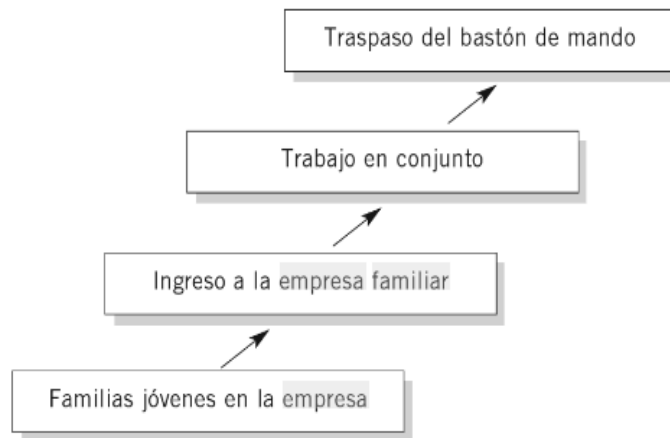 Traspaso del bastón de mando
Trabajo en conjunto
Ingreso a la empresa familiar
Familias jóvenes en la empresa